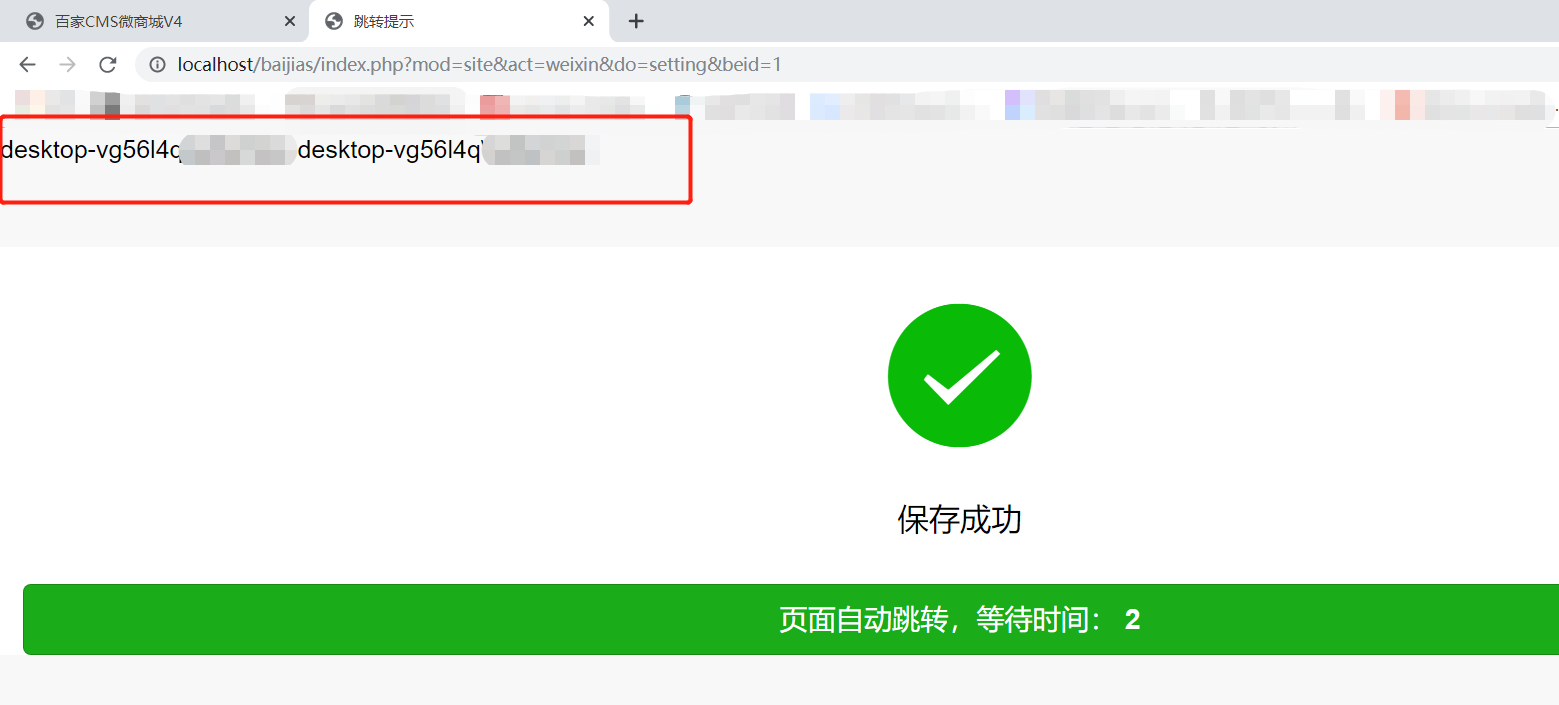 百家CMS微商城V4
跳转提示
localhost/baijias/index.php?mod=site&act=weixin&do=setting&beid=1
desktop-vg56l4q desktop-vg56l4q
保存成功
页面自动跳转，等待时间： 2